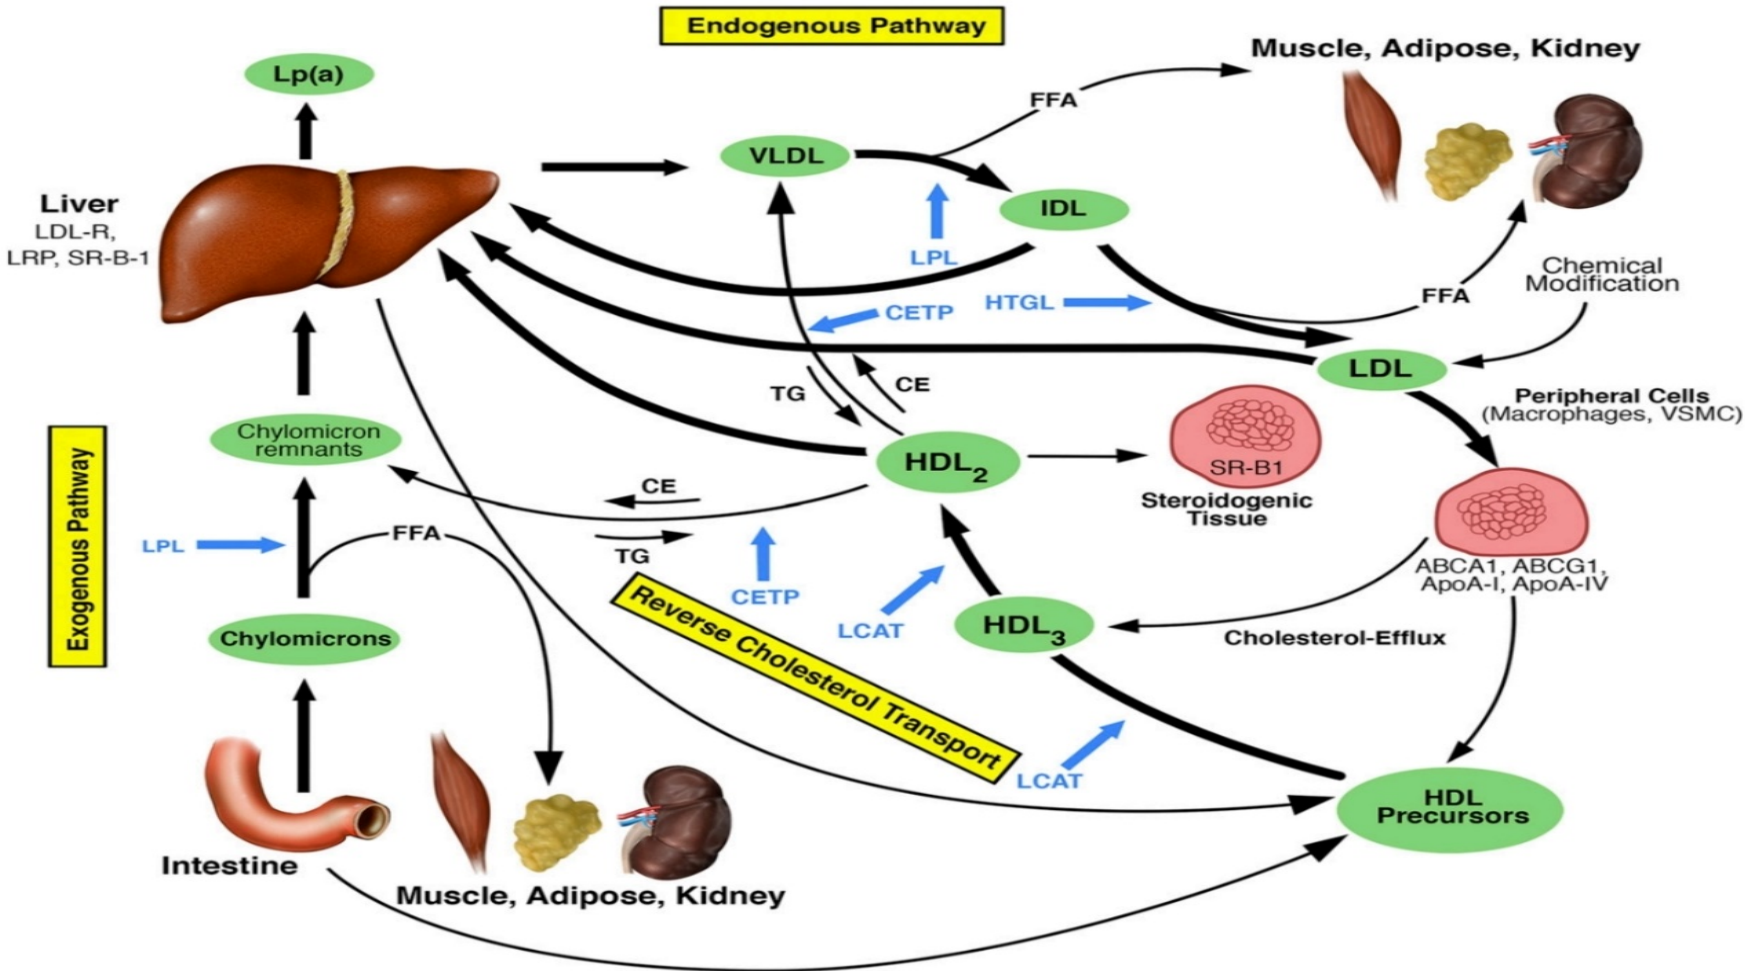 Endogenous Pathway
Muscle, Adipose, Kidney
Lp(a)
FFA
VLDL
Liver
LDL-R,
LRP, SR-B-1
IDL
LPL
Chemical
Modification
FFA
CETP
HTGL
LDL
TG
CE
Peripheral Cells
(Macrophages, VSMC)
Chylomicron
remnants
HDL2
SR-B1
Steroidogenic
Tissue
CE
Exogenous Pathway
LPL
FFA
TG
CETP
ABCA1, ABCG1,
ApoA-I, ApoA-IV
Reverse Cholesterol Transport
LCAT
HDL3
Cholesterol-Efflux
Chylomicrons
LCAT
HDL
Precursors
Intestine
Muscle, Adipose, Kidney